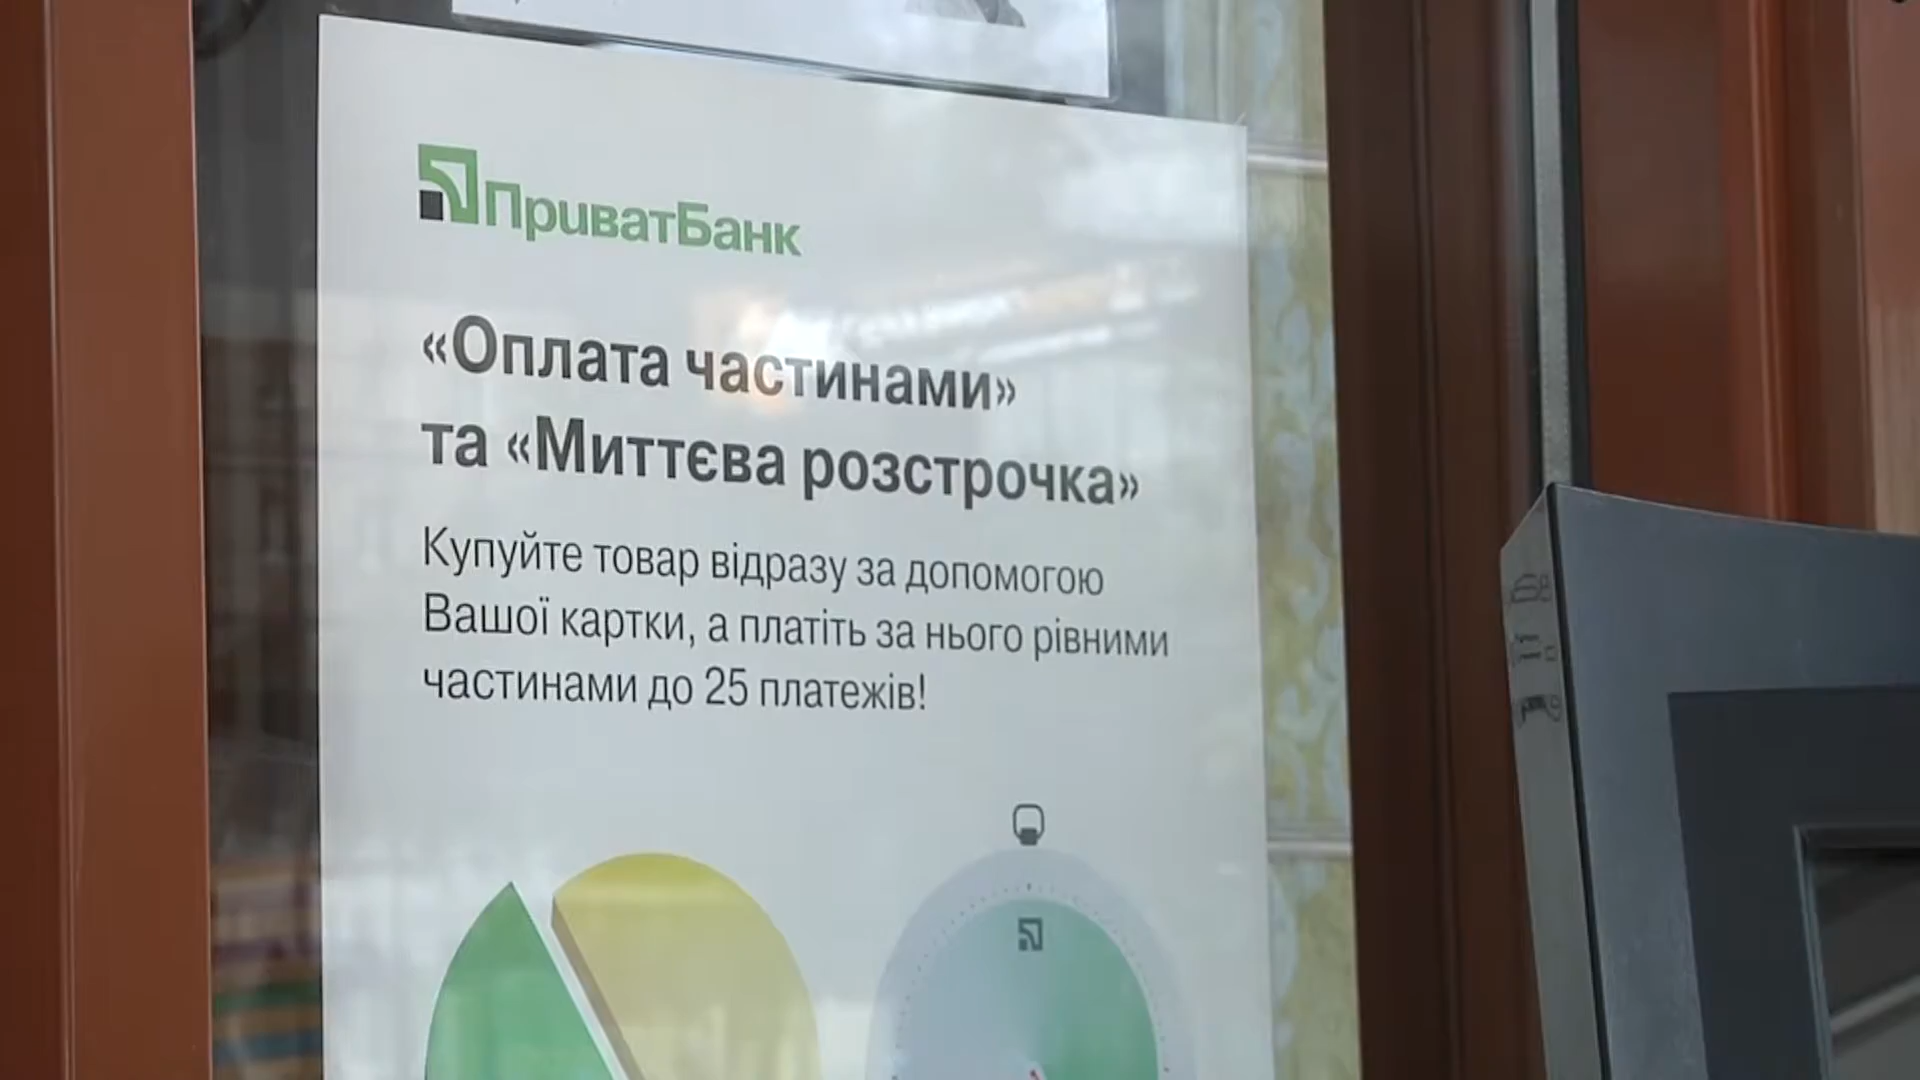 ПриватБанк
«Оплата частинами»
та «Миттєва розстрочка»
Купуйте товар відразу за допомогою
Вашої картки, а платіть за нього рівними
частинами до 25 платежів!